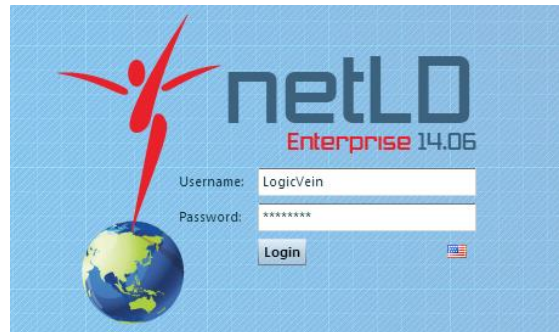 netLD
Enterprise 14.06
Username: LogicVein
Password: ********
Login